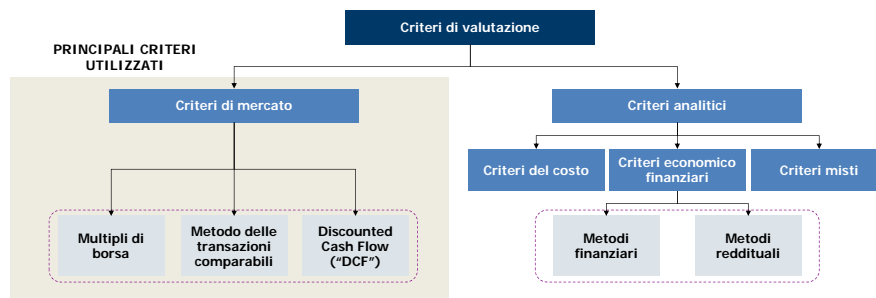 Criteri di valutazione
PRINCIPALI CRITERI
UTILIZZATI
Criteri di mercato
Criteri analitici
Criteri del costo
Criteri economico
finanziari
Criteri misti
Multipli di
borsa
Metodo delle
transazioni
comparabili
Discounted
Cash Flow
(“DCF”)
Metodi
finanziari
Metodi
reddituali